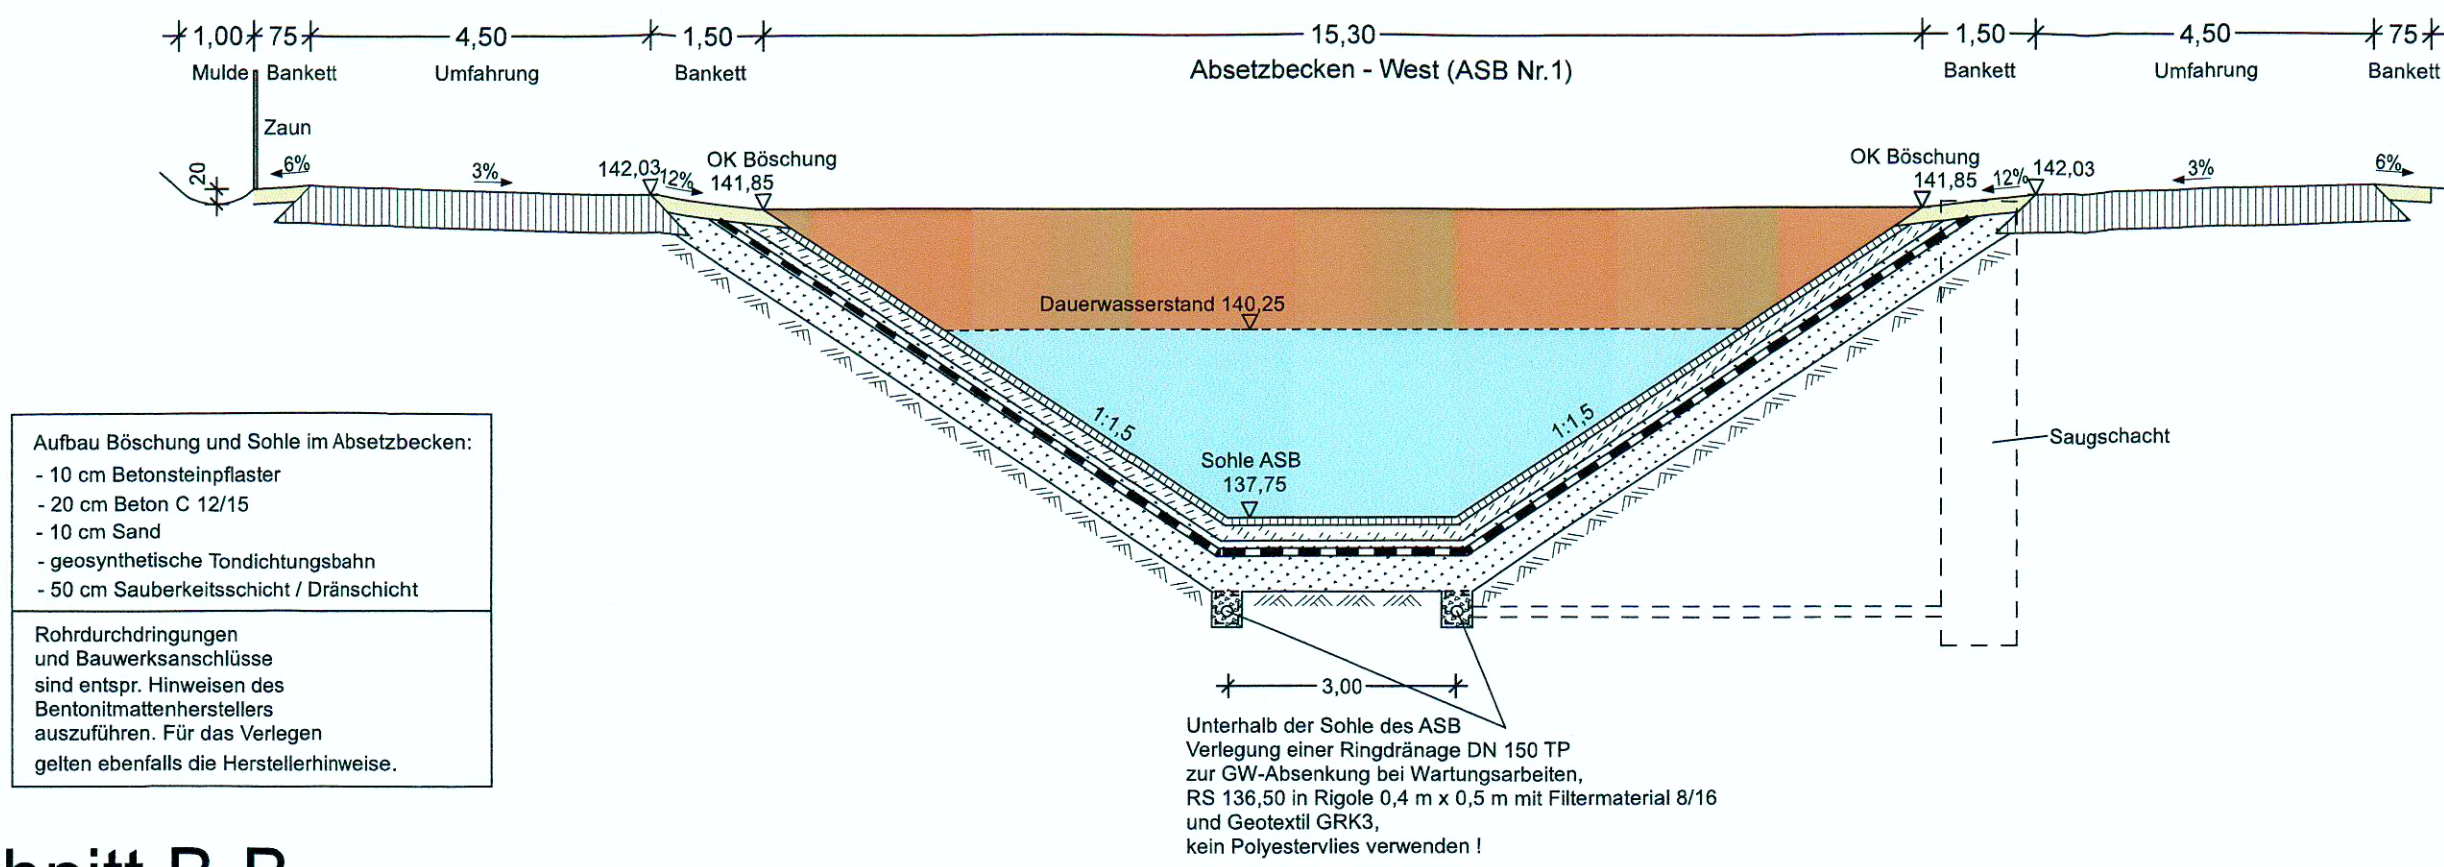 1,00 75 4,50 1,50 15,30 1,50 4,50 75
Mulde Bankett Umfahrung Bankett Absetzbecken - West (ASB Nr.1) Bankett Umfahrung Bankett
Zaun
20
6% 3% 142,03 12%
OK Böschung
141,85
OK Böschung
141,85 12% 142,03 3% 6%
Dauerwasserstand 140,25
1:1,5
1:1,5
Sohle ASB
137,75
Saugschacht
Aufbau Böschung und Sohle im Absetzbecken:
- 10 cm Betonsteinpflaster
- 20 cm Beton C 12/15
- 10 cm Sand
- geosynthetische Tondichtungsbahn
- 50 cm Sauberkeitsschicht / Dränschicht
Rohrdurchdringungen
und Bauwerksanschlüsse
sind entspr. Hinweisen des
Bentonitmattenherstellers
auszuführen. Für das Verlegen
gelten ebenfalls die Herstellerhinweise.
3,00
Unterhalb der Sohle des ASB
Verlegung einer Ringdränage DN 150 TP
zur GW-Absenkung bei Wartungsarbeiten,
RS 136,50 in Rigole 0,4 m x 0,5 m mit Filtermaterial 8/16
und Geotextil GRK3,
kein Polyestervlies verwenden !